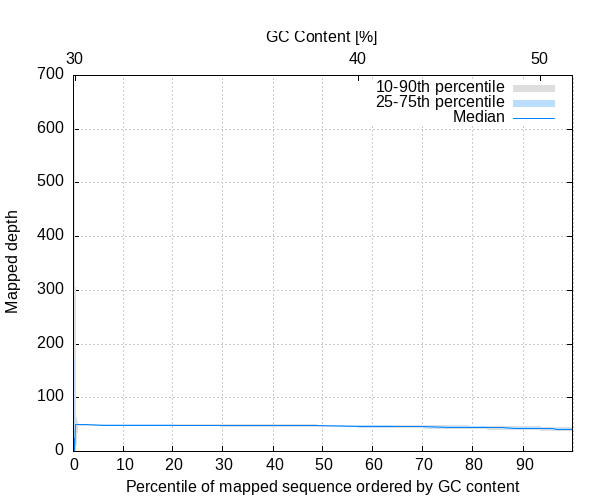 GC Content [%]
30 40 50
700
10-90th percentile
25-75th percentile
Median
600
500
400
300
200
100
0
Mapped depth
0 10 20 30 40 50 60 70 80 90
Percentile of mapped sequence ordered by GC content